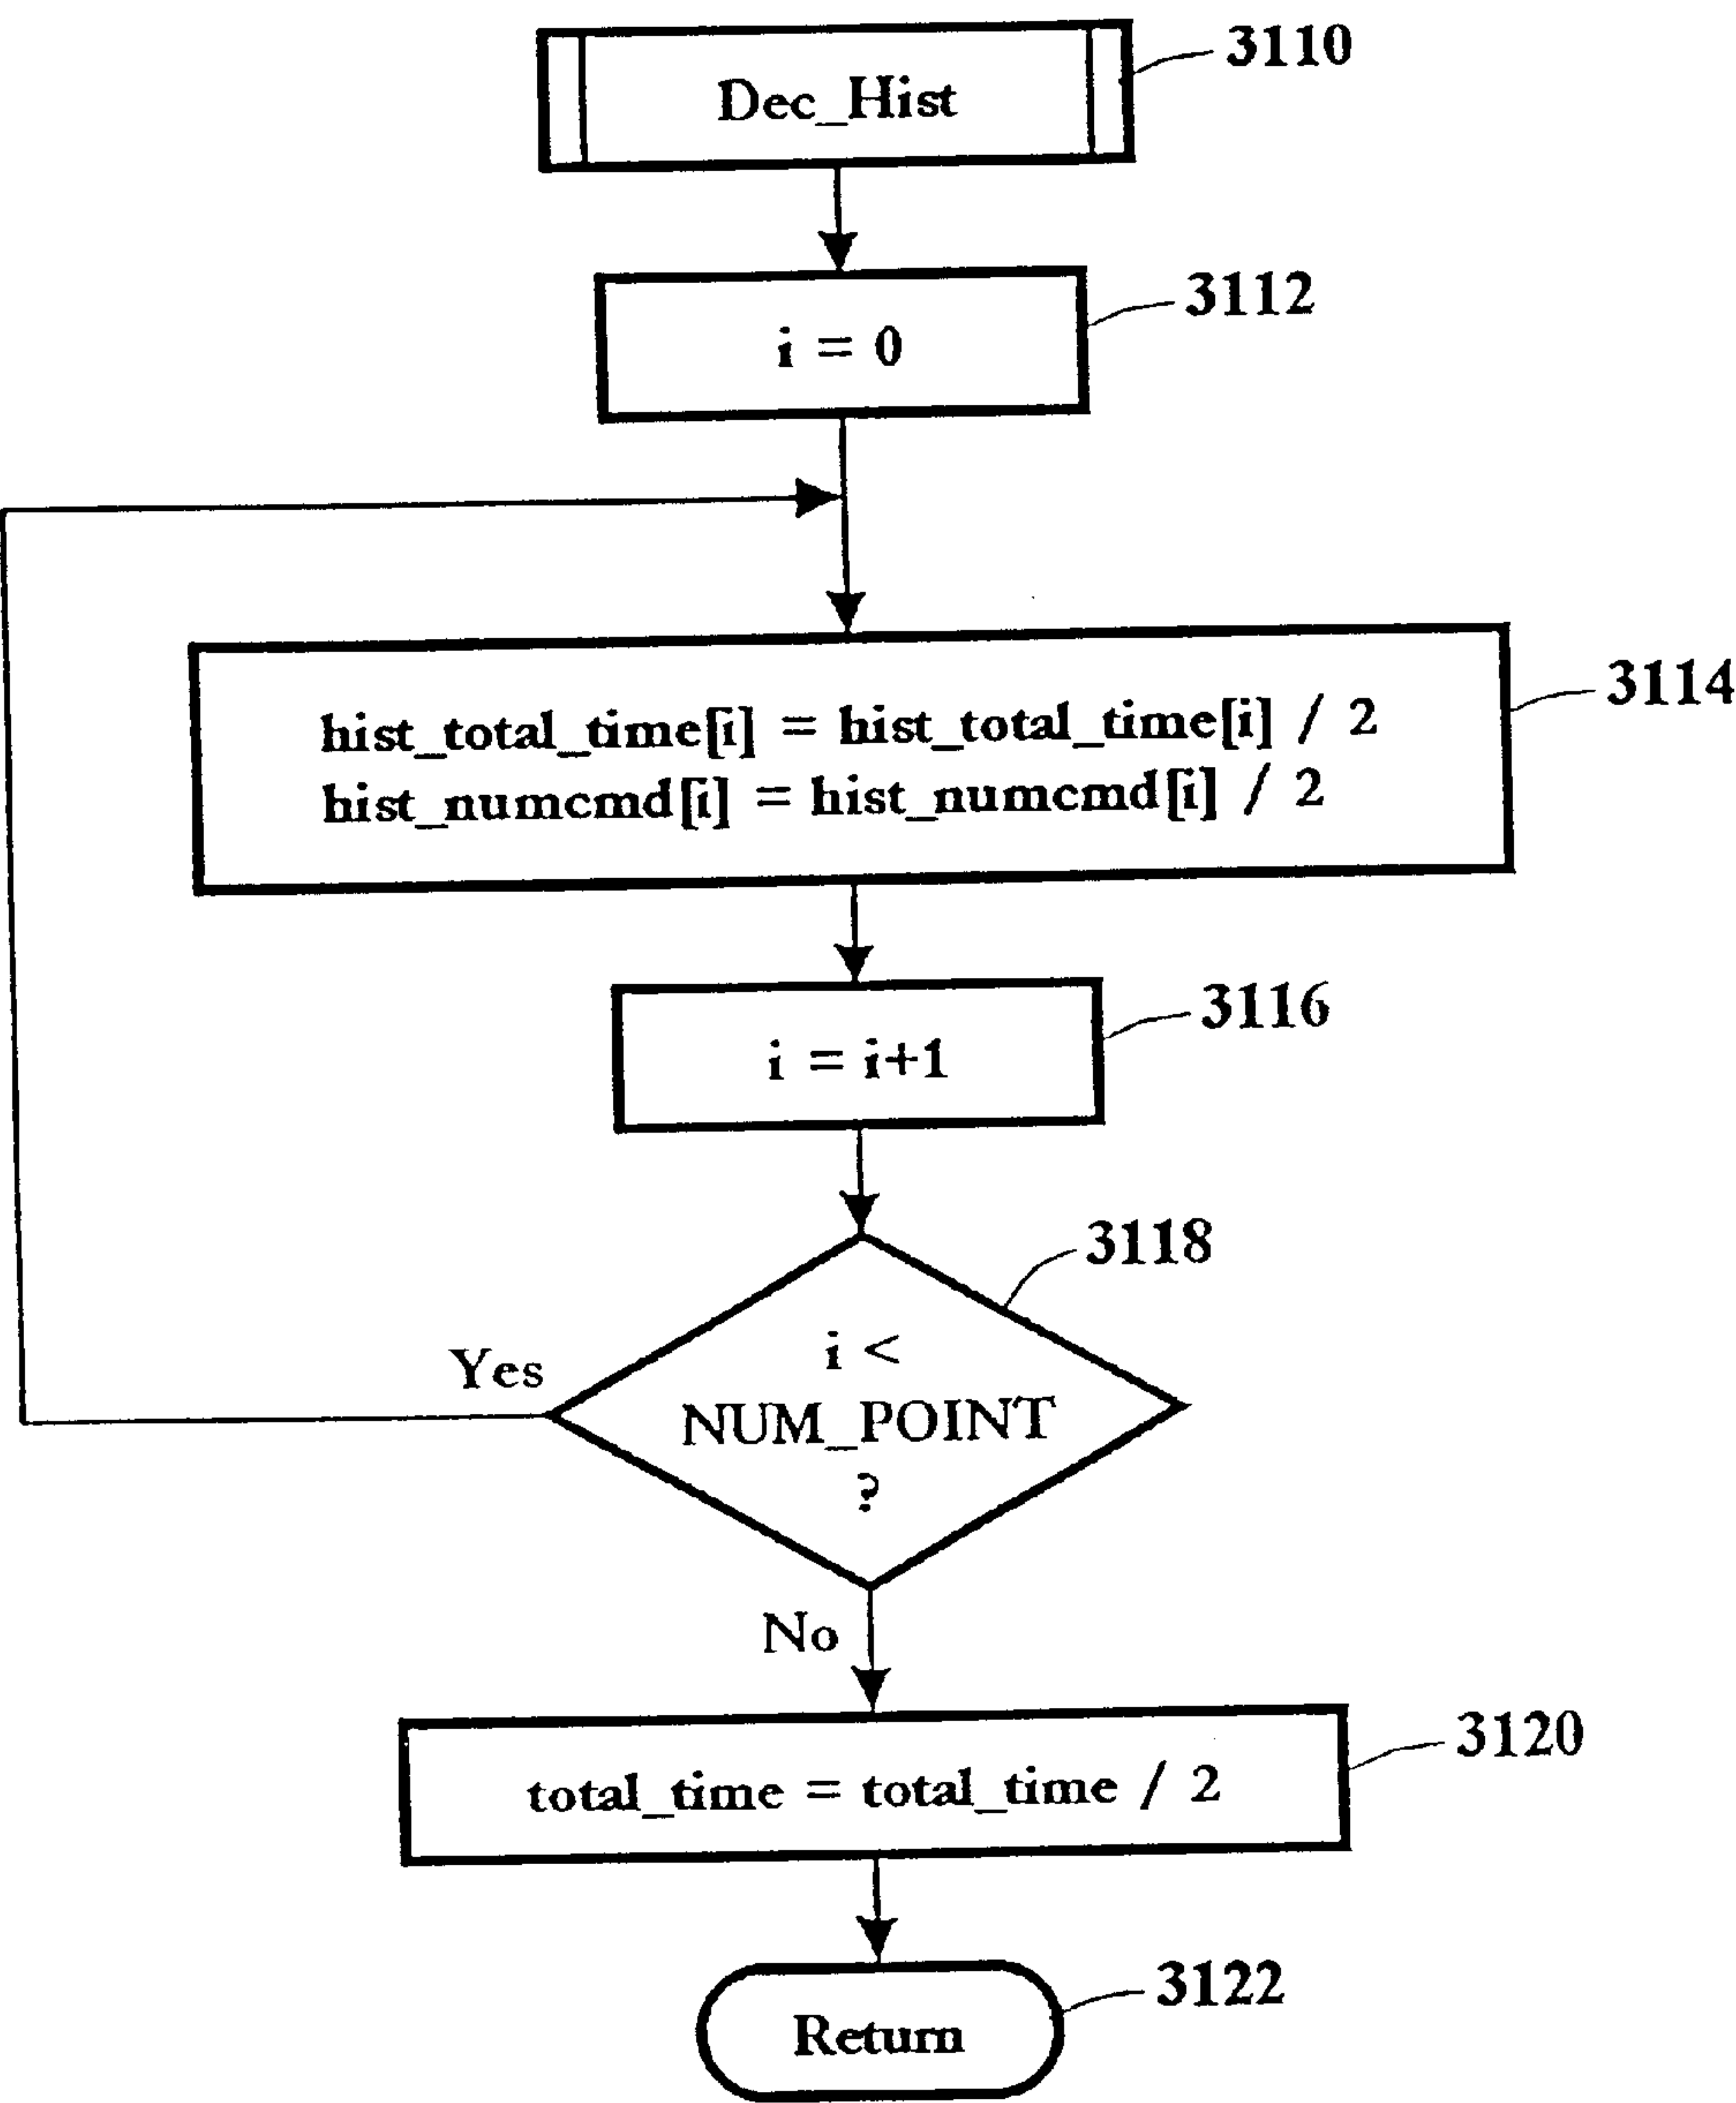 Dec_Hist
3110
i = 0
3112
hist_total_time[i] = hist_total_time[i] / 2
hist_numcmd[i] = hist_numcmd[i] / 2
3114
i = i+1
3116
3118
i <
NUM_POINT
?
Yes
No
total_time = total_time / 2
3120
Return
3122